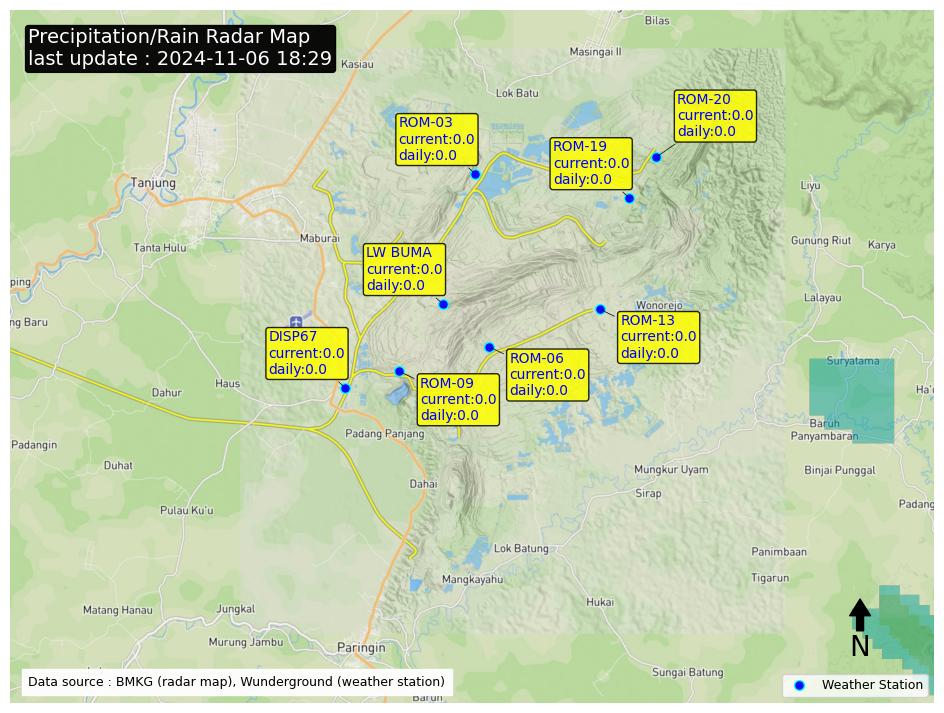 Precipitation/Rain Radar Map
last update : 2024-11-06 18:29
Bilas
Masingai II
Kasiau
Lok Batu
ROM-20
current:0.0
daily:0.0
ROM-03
current:0.0
daily:0.0
ROM-19
current:0.0
daily:0.0
Tanjung
Liyu
Maburai
Tanta Hulu
Gunung Riut
Karya
LW BUMA
current:0.0
daily:0.0
ping
Lalayau
Wonorejo
ng Baru
ROM-13
current:0.0
daily:0.0
DISP67
current:0.0
daily:0.0
ROM-06
current:0.0
daily:0.0
Suryatama
Haus
Dahur
ROM-09
current:0.0
daily:0.0
Ha'o
Baruh
Panyambaran
Padang Panjang
Padangin
Duhat
Mungkur Uyam
Binjai Punggal
Dahai
Sirap
Pulau Ku'u
Padang
Lok Batung
Panimbaan
Mangkayahu
Tigarun
Matang Hanau
Jungkal
Hukai
Murung Jambu
Paringin
N
Sungai Batung
Data source : BMKG (radar map), Wunderground (weather station)
Weather Station
Barun